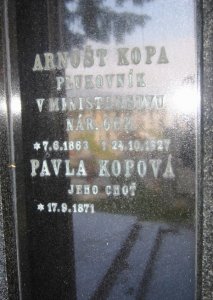 ARNOŠT KOPA
PLUKOVNÍK
V MINISTERSTVU
NÁR. OBR.
*7.6.1863 †24.10.1927
PAVLA KOPOVÁ
JEHO CHOŤ
*17.9.1871